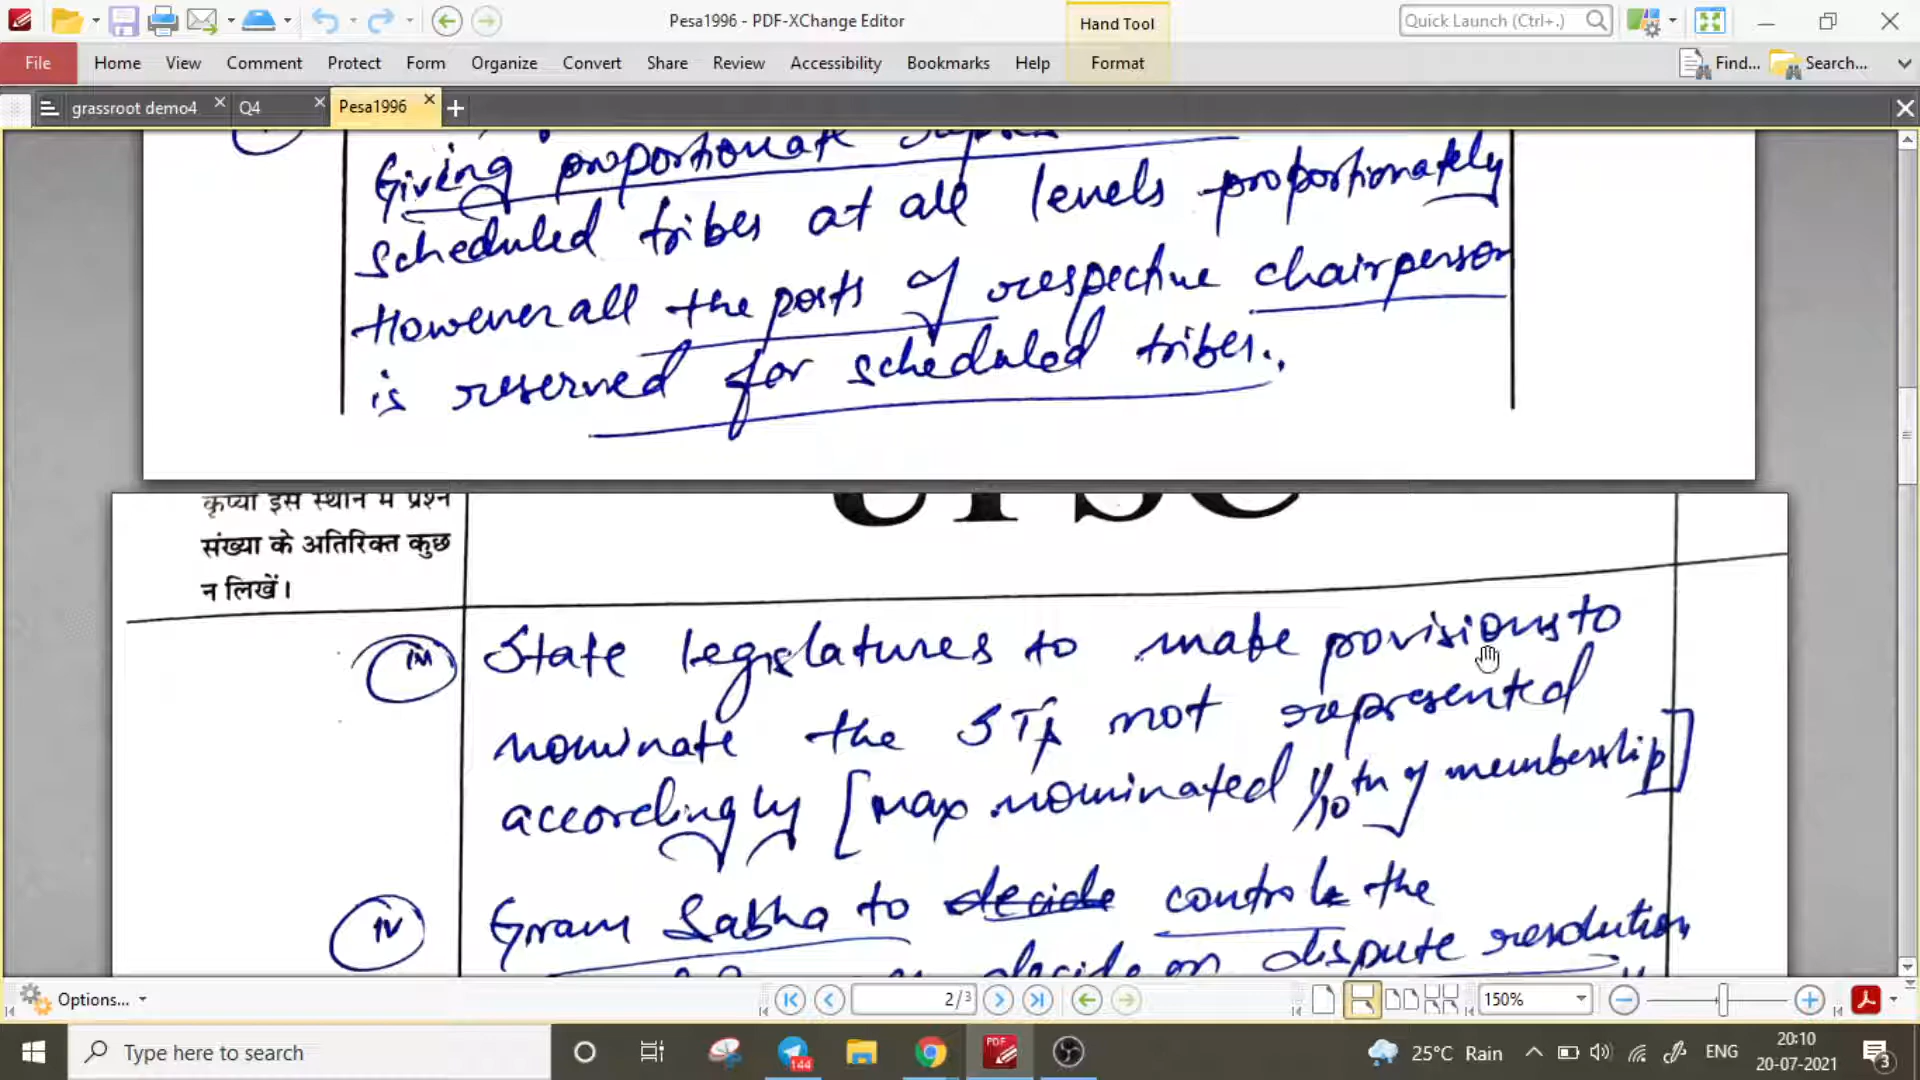 Pesa1996 - PDF-XChange Editor
Hand Tool
Quick Launch (Ctrl+.)
File Home View Comment Protect Form Organize Convert Share Review Accessibility Bookmarks Help Format Find... Search...
grassroot demo4 Q4 Pesa1996
Giving proportionate
scheduled tribes at all levels proportionately
However all the posts of respective chairperson
is reserved for scheduled tribes.
कृप्या इस स्थान में प्रश्न
संख्या के अतिरिक्त कुछ
न लिखें।
UPSC
iii State legislatures to make provisions to
nominate the STs not represented
accordingly [max nominated 1/10th of membership]
iv Gram Sabha to decide control the
decide on dispute resolution
Options... 2/3 150%
Type here to search
144
PDF
25°C Rain
ENG
20:10
20-07-2021
3